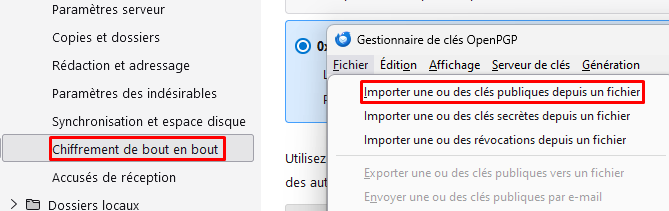 Paramètres serveur
Copies et dossiers
Rédaction et adressage
Paramètres des indésirables
Synchronisation et espace disque
Chiffrement de bout en bout
Accusés de réception
Dossiers locaux
0
L
Utilisez
des aut
Gestionnaire de clés OpenPGP
Fichier Édition Affichage Serveur de clés Génération
Importer une ou des clés publiques depuis un fichier
Importer une ou des clés secrètes depuis un fichier
Importer une ou des révocations depuis un fichier
Exporter une ou des clés publiques vers un fichier
Envoyer une ou des clés publiques par e-mail